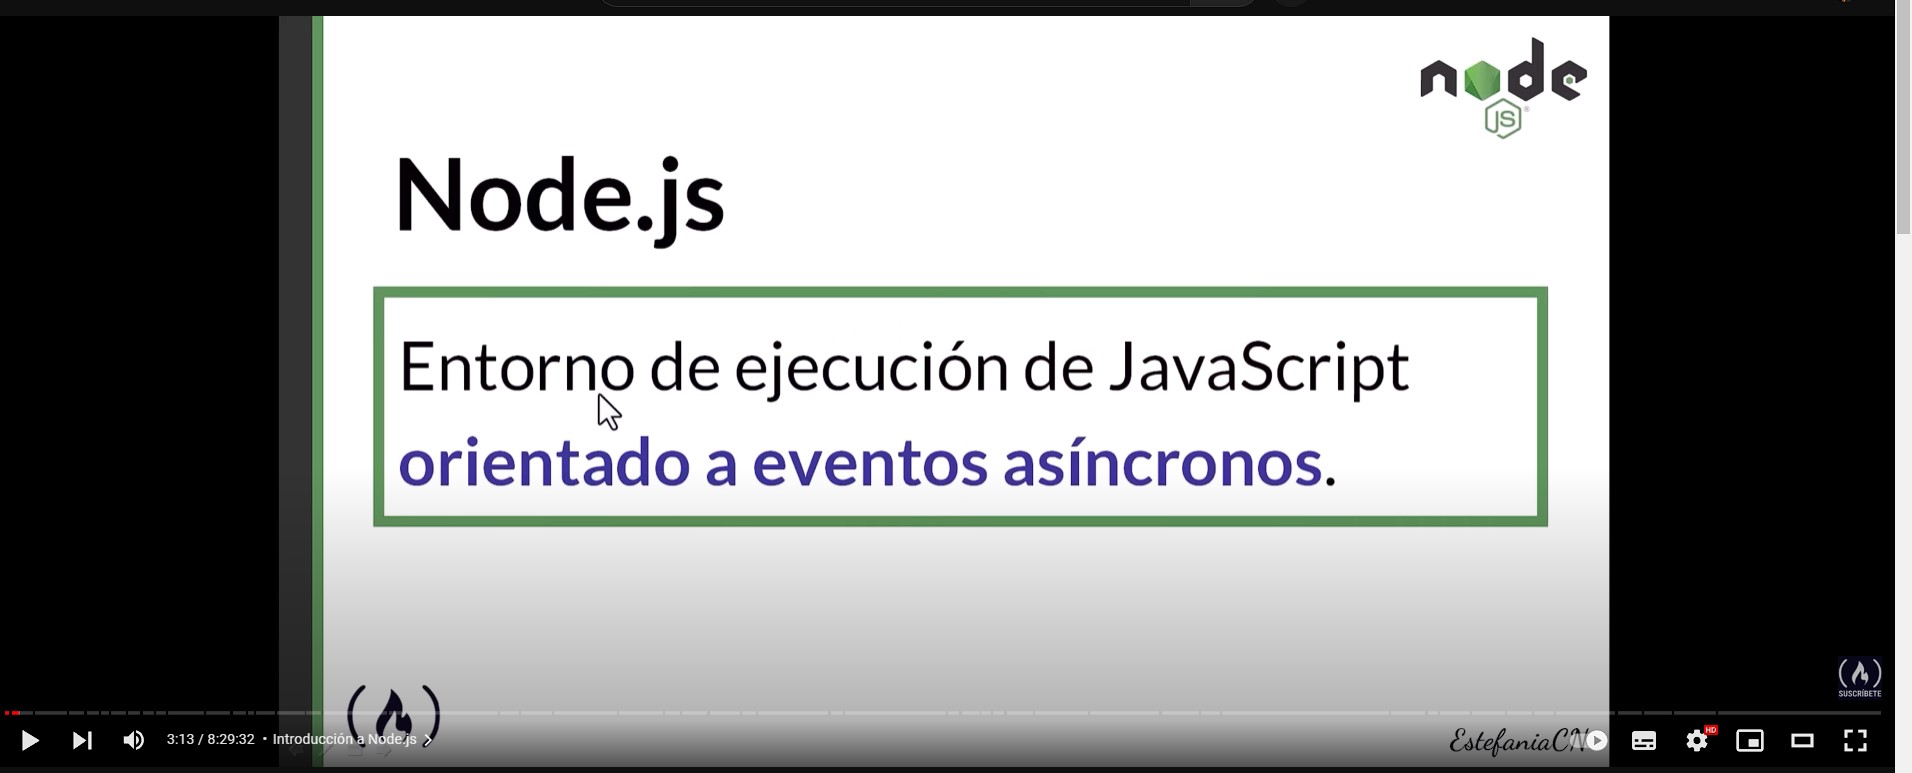 node
JS
Node.js
Entorno de ejecución de JavaScript
orientado a eventos asíncronos.
SUSCRÍBETE
3:13 / 8:29:32 • Introducción a Node.js
EstefaniaCN
HD